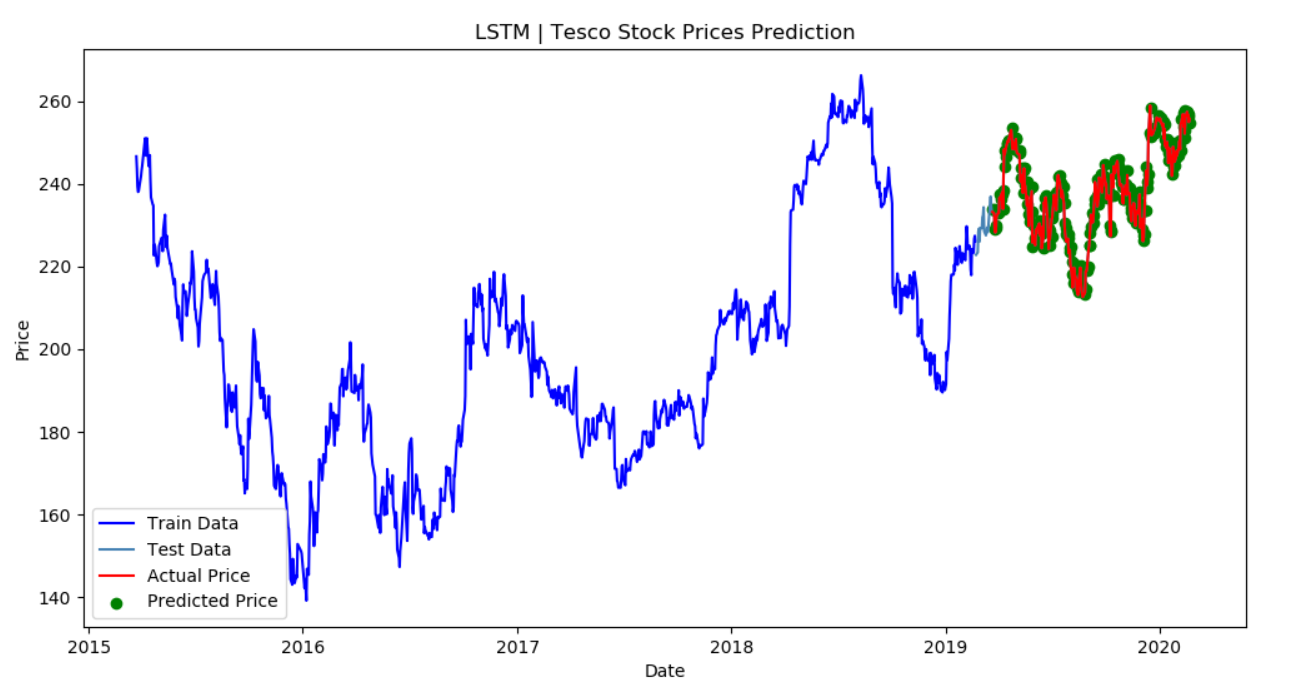 LSTM | Tesco Stock Prices Prediction
Price
260
240
220
200
180
160
140
Train Data
Test Data
Actual Price
Predicted Price
2015 2016 2017 2018 2019 2020
Date